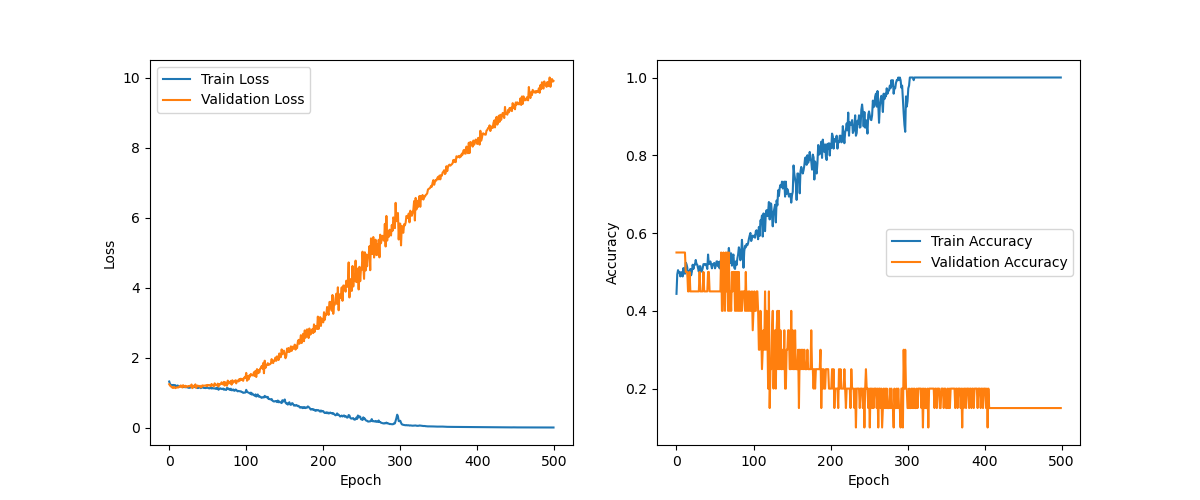 Train Loss
Validation Loss
10
8
6
4
2
0
Loss
0 100 200 300 400 500
Epoch
1.0
0.8
0.6
0.4
0.2
Accuracy
Train Accuracy
Validation Accuracy
0 100 200 300 400 500
Epoch